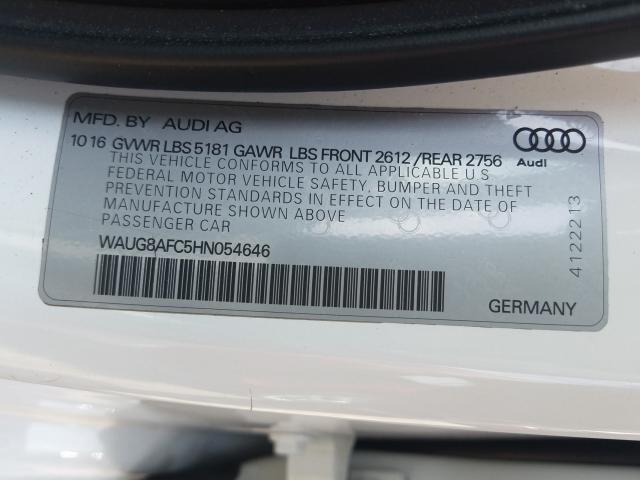 MFD. BY AUDI AG
10 16 GVWR LBS 5181 GAWR LBS FRONT 2612 /REAR 2756
THIS VEHICLE CONFORMS TO ALL APPLICABLE U S
FEDERAL MOTOR VEHICLE SAFETY, BUMPER AND THEFT
PREVENTION STANDARDS IN EFFECT ON THE DATE OF
MANUFACTURE SHOWN ABOVE
PASSENGER CAR
WAUG8AFC5HN054646
Audi
4122213
GERMANY